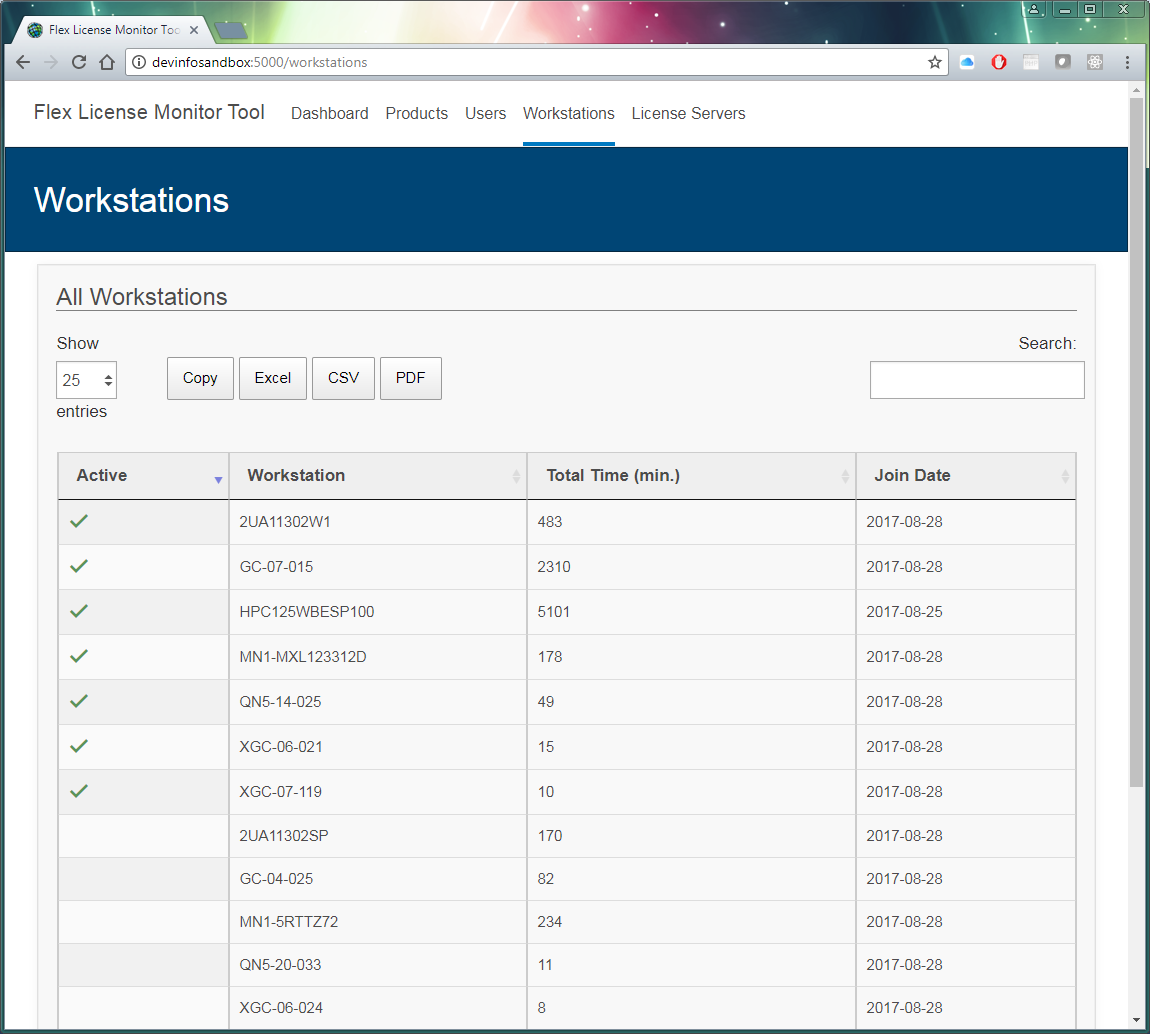 Flex License Monitor Too
devinfosandbox:5000/workstations
Flex License Monitor Tool Dashboard Products Users Workstations License Servers
Workstations
All Workstations
Show
Search:
25 Copy Excel CSV PDF
entries
Active Workstation Total Time (min.) Join Date
2UA11302W1 483 2017-08-28
GC-07-015 2310 2017-08-28
HPC125WBESP100 5101 2017-08-25
MN1-MXL123312D 178 2017-08-28
QN5-14-025 49 2017-08-28
XGC-06-021 15 2017-08-28
XGC-07-119 10 2017-08-28
2UA11302SP 170 2017-08-28
GC-04-025 82 2017-08-28
MN1-5RTTZ72 234 2017-08-28
QN5-20-033 11 2017-08-28
XGC-06-024 8 2017-08-28